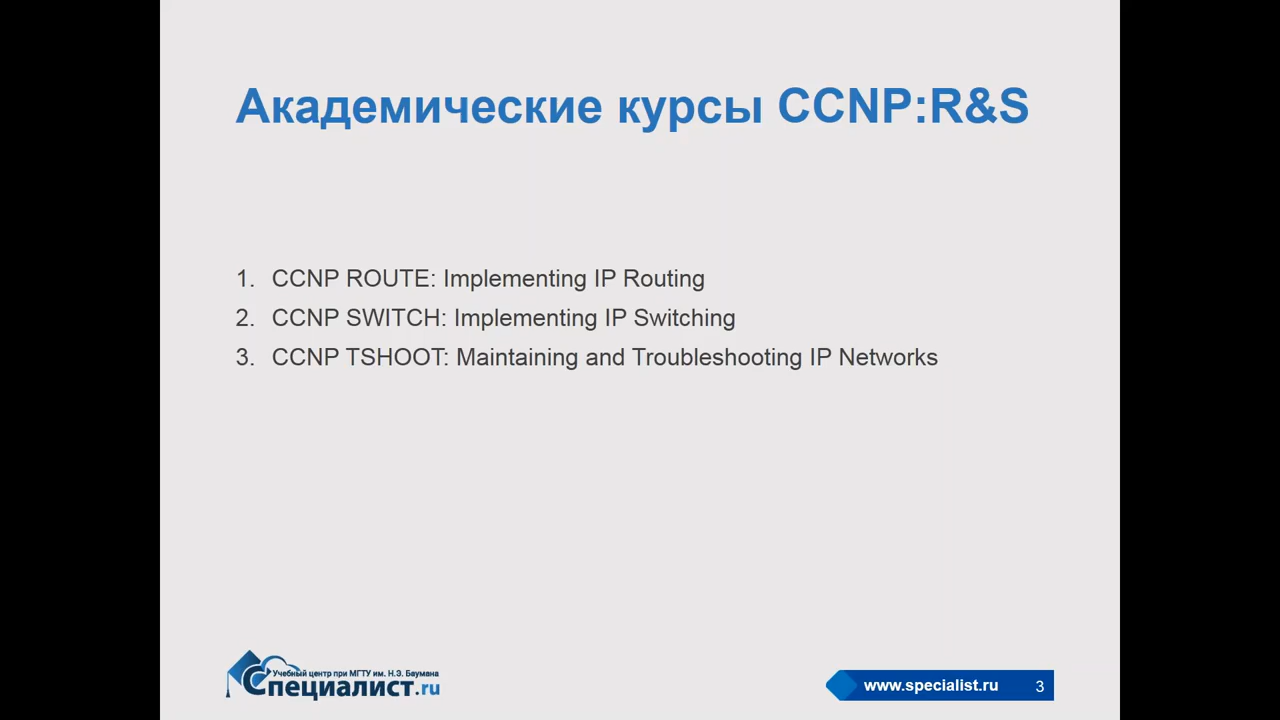 Академические курсы CCNP:R&S
1. CCNP ROUTE: Implementing IP Routing
2. CCNP SWITCH: Implementing IP Switching
3. CCNP TSHOOT: Maintaining and Troubleshooting IP Networks
Учебный центр при МГТУ им. Н.Э. Баумана
Специалист.ru
www.specialist.ru 3